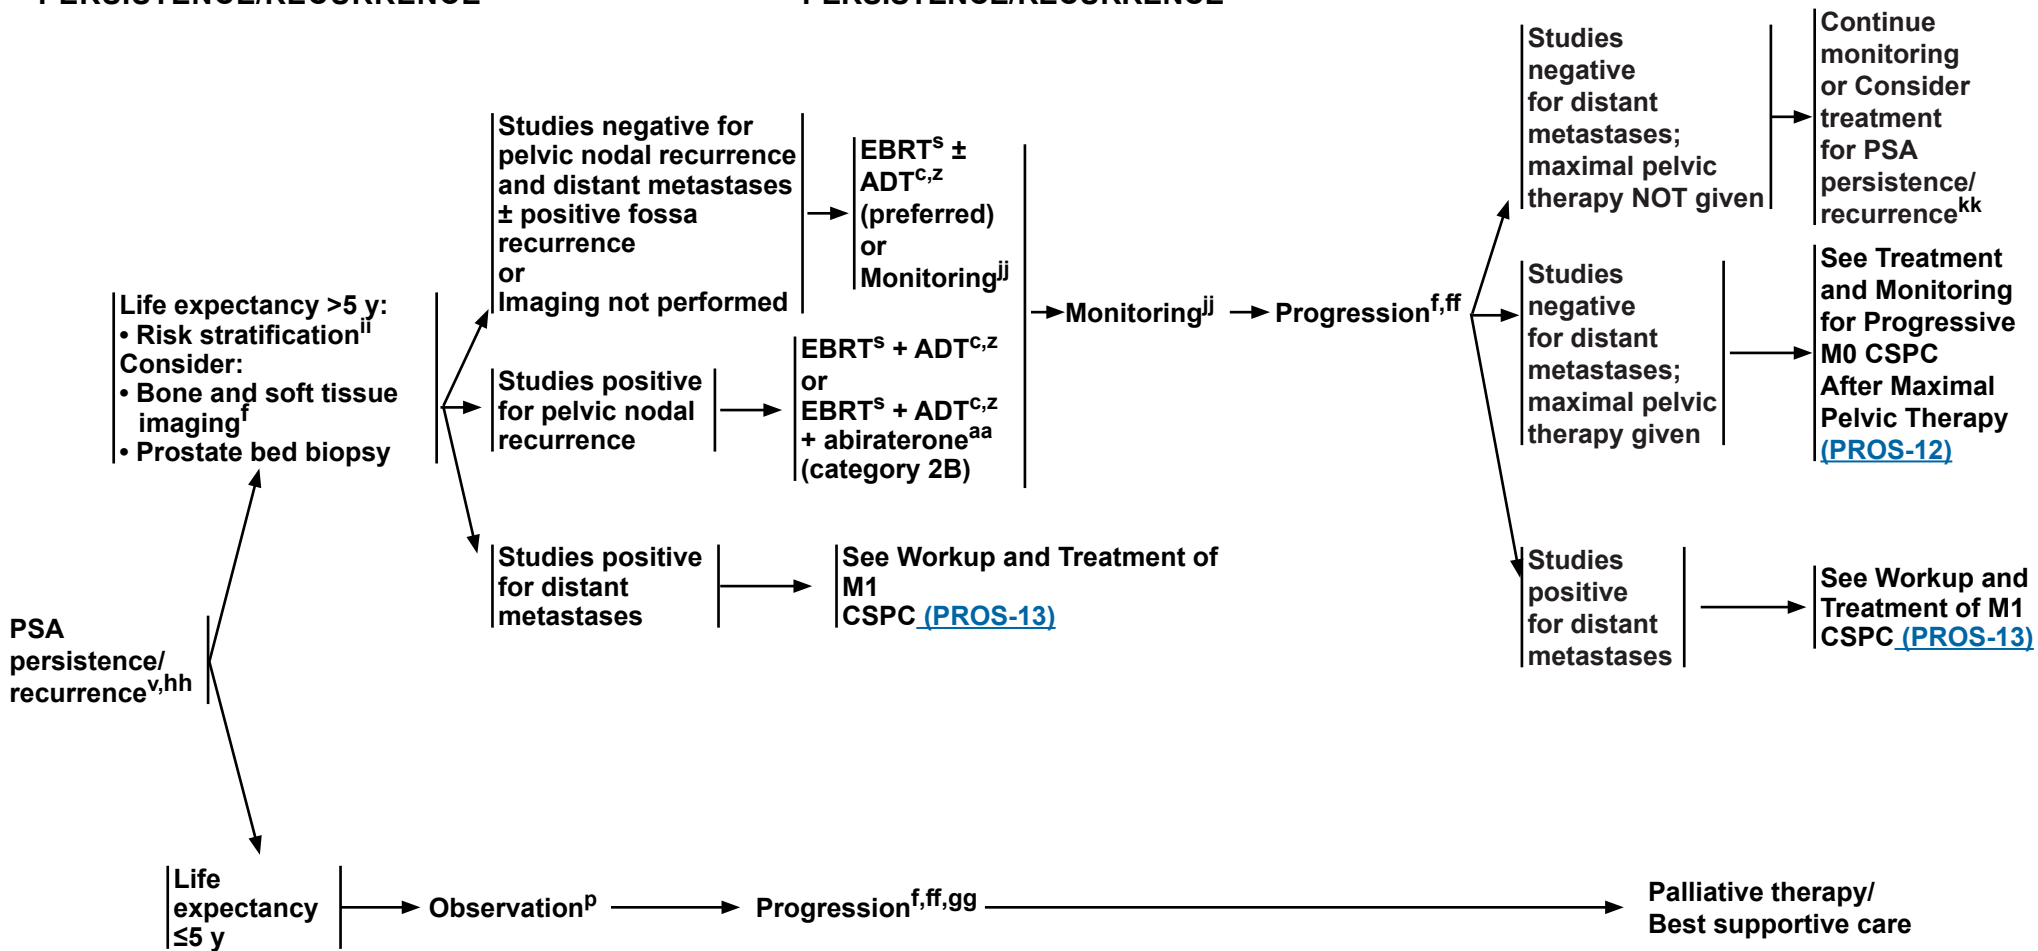 PERSISTENCE/RECURRENCE
PERSISTENCE/RECURRENCE
PSA
persistence/
recurrencev,hh
Life expectancy >5 y:
• Risk stratificationii
Consider:
• Bone and soft tissue
imagingf
• Prostate bed biopsy
Studies negative for
pelvic nodal recurrence
and distant metastases
± positive fossa
recurrence
or
Imaging not performed
EBRTs ±
ADTc,z
(preferred)
or
Monitoringjj
Studies positive
for pelvic nodal
recurrence
EBRTs + ADTc,z
or
EBRTs + ADTc,z
+ abirateroneaa
(category 2B)
Studies positive
for distant
metastases
See Workup and Treatment of
M1
CSPC (PROS-13)
Monitoringjj
Progressionf,ff
Studies
negative
for distant
metastases;
maximal pelvic
therapy NOT given
Continue
monitoring
or Consider
treatment
for PSA
persistence/
recurrencekk
Studies
negative
for distant
metastases;
maximal pelvic
therapy given
See Treatment
and Monitoring
for Progressive
M0 CSPC
After Maximal
Pelvic Therapy
(PROS-12)
Studies
positive
for distant
metastases
See Workup and
Treatment of M1
CSPC (PROS-13)
Life
expectancy
≤5 y
Observationp
Progressionf,ff,gg
Palliative therapy/
Best supportive care